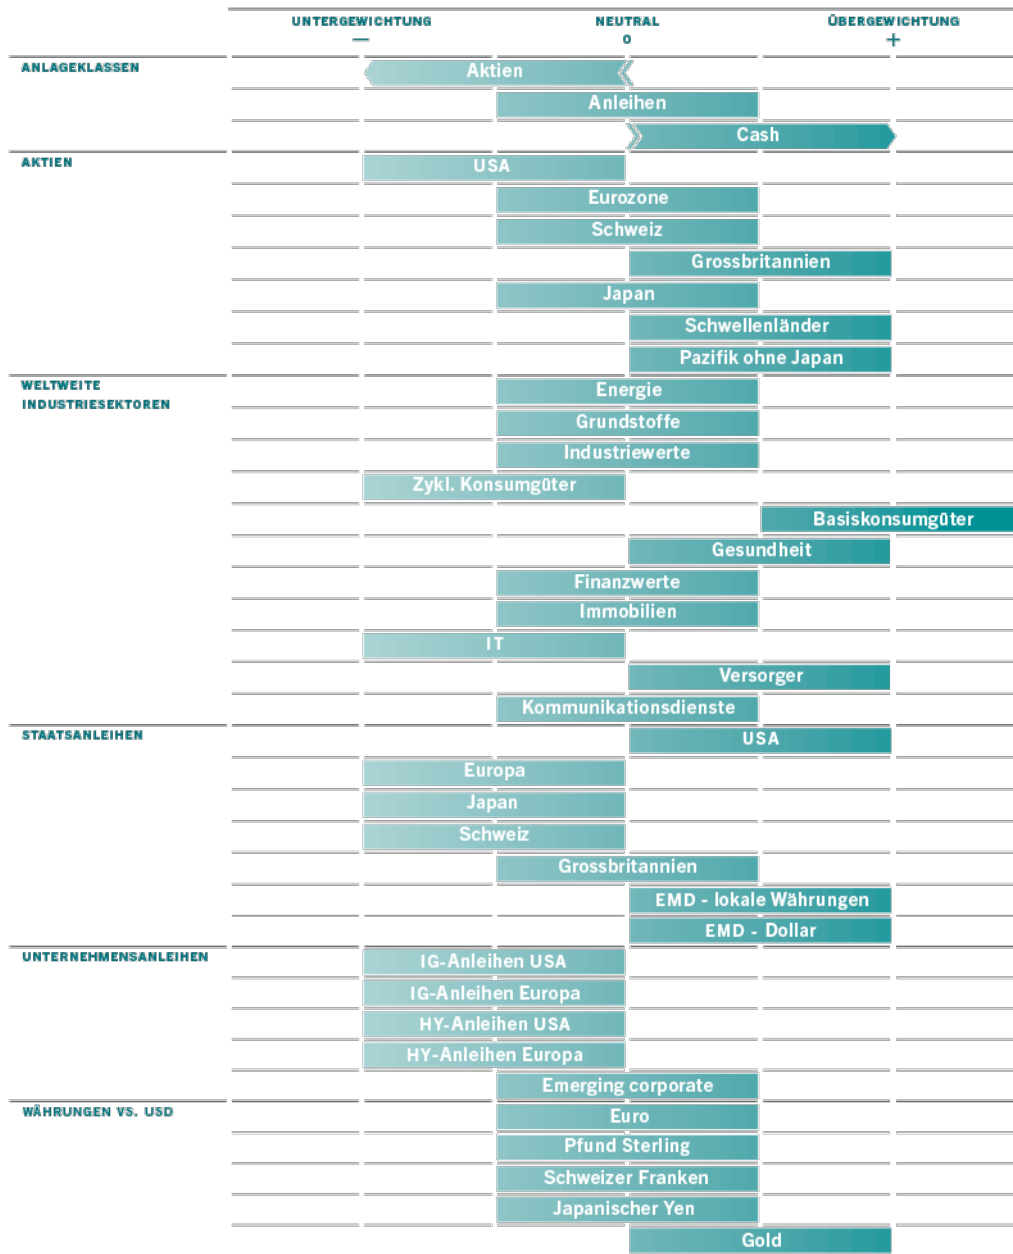 UNTERGEWICHTUNG NEUTRAL ÜBERGEWICHTUNG
— 0 +
ANLAGEKLASSEN Aktien
Anleihen
Cash
AKTIEN USA
Eurozone
Schweiz
Grossbritannien
Japan
Schwellenländer
Pazifik ohne Japan
WELTWEITE Energie
INDUSTRIESEKTOREN
Grundstoffe
Industriewerte
Zykl. Konsumgüter
Basiskonsumgüter
Gesundheit
Finanzwerte
Immobilien
IT
Versorger
Kommunikationsdienste
STAATSANLEIHEN USA
Europa
Japan
Schweiz
Grossbritannien
EMD - lokale Währungen
EMD - Dollar
UNTERNEHMENSANLEIHEN IG-Anleihen USA
IG-Anleihen Europa
HY-Anleihen USA
HY-Anleihen Europa
Emerging corporate
WÄHRUNGEN VS. USD Euro
Pfund Sterling
Schweizer Franken
Japanischer Yen
Gold